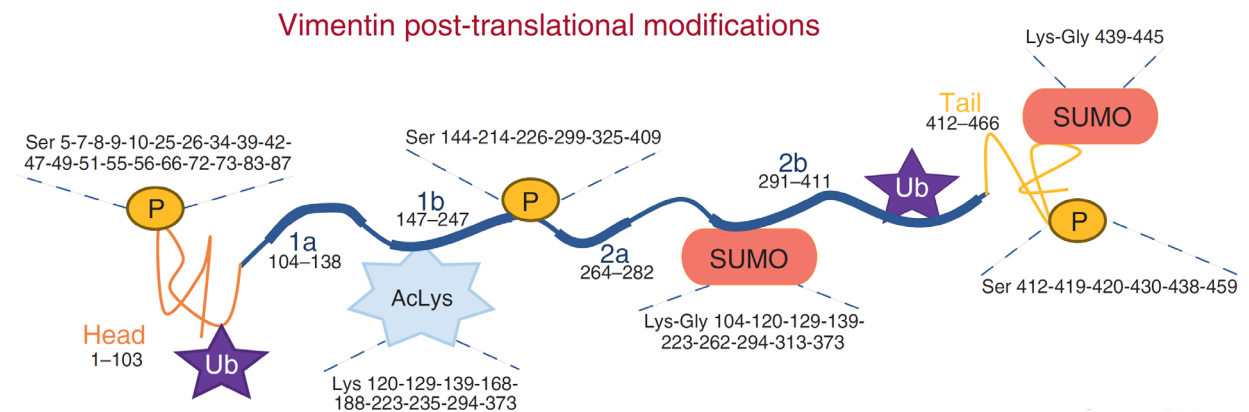 Vimentin post-translational modifications
Lys-Gly 439-445
SUMO
Tail
412–466
Ser 5-7-8-9-10-25-26-34-39-42-
47-49-51-55-56-66-72-73-83-87
P
Ser 144-214-226-299-325-409
P
1b
147–247
2b
291–411
Ub
P
1a
104–138
2a
264–282
SUMO
AcLys
Ser 412-419-420-430-438-459
Head
1–103
Ub
Lys-Gly 104-120-129-139-
223-262-294-313-373
Lys 120-129-139-168-
188-223-235-294-373